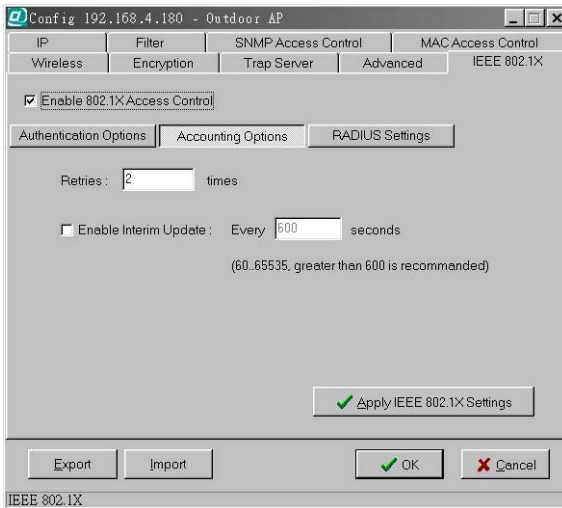 Config 192.168.4.180 - Outdoor AP
IP Filter SNMP Access Control MAC Access Control
Wireless Encryption Trap Server Advanced IEEE 802.1X
Enable 802.1X Access Control
Authentication Options Accounting Options RADIUS Settings
Retries : 2 times
Enable Interim Update : Every 600 seconds
(60..65535, greater than 600 is recommanded)
Apply IEEE 802.1X Settings
Export Import OK Cancel
IEEE 802.1X